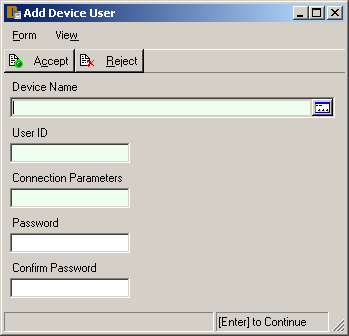 Add Device User
Form View
Accept Reject
Device Name
User ID
Connection Parameters
Password
Confirm Password
[Enter] to Continue